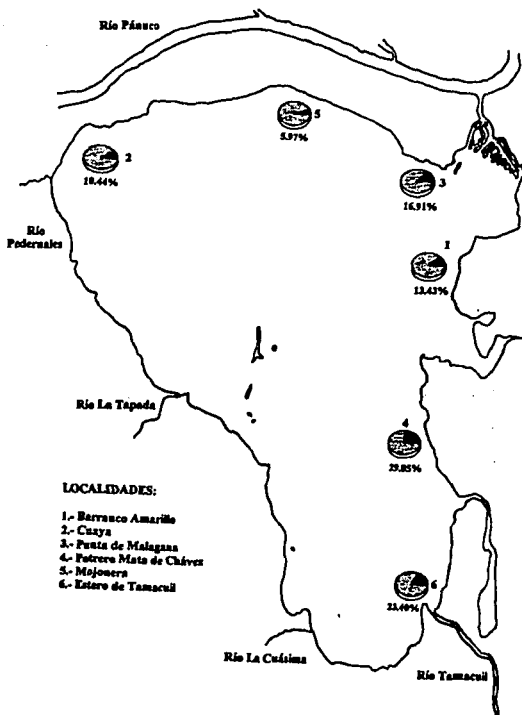 Río Pánuco
5
5.97%
2
10.44%
3
16.91%
Río
Pedernales
1
13.43%
Río La Tapada
4
29.85%
LOCALIDADES:
1.- Barranco Amarillo
2.- Cuaya
3.- Punta de Malagana
4.- Potrero Mata de Chávez
5.- Mojonera
6.- Estero de Tamacuil
6
23.40%
Río La Cuásima
Río Tamacuil